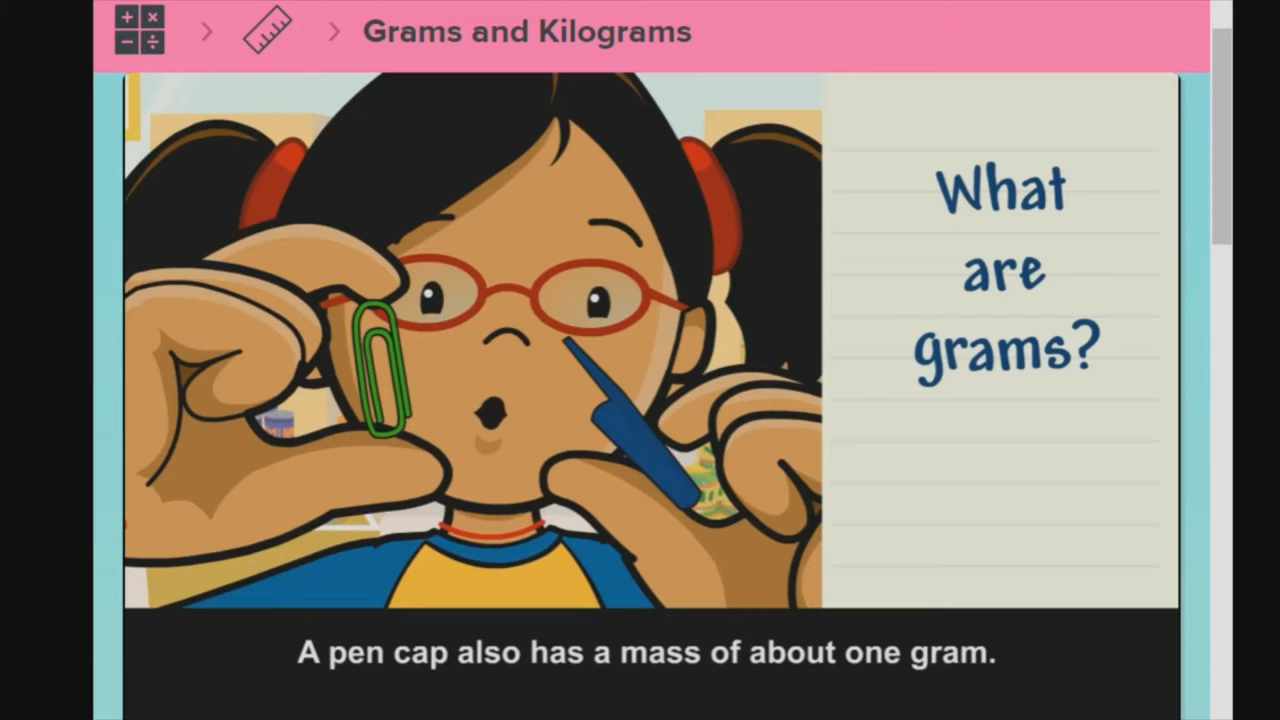 Grams and Kilograms
What
are
grams?
A pen cap also has a mass of about one gram.